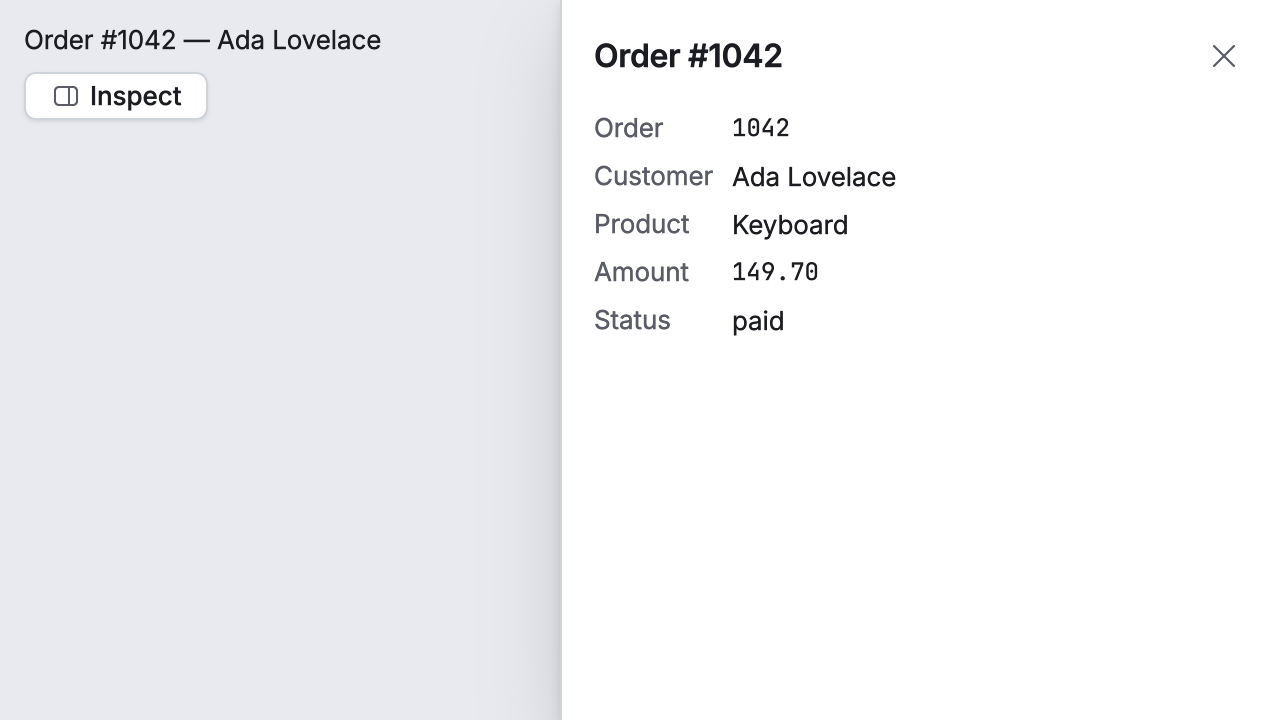 Order #1042 — Ada Lovelace
Inspect
Order #1042
Order 1042
Customer Ada Lovelace
Product Keyboard
Amount 149.70
Status paid